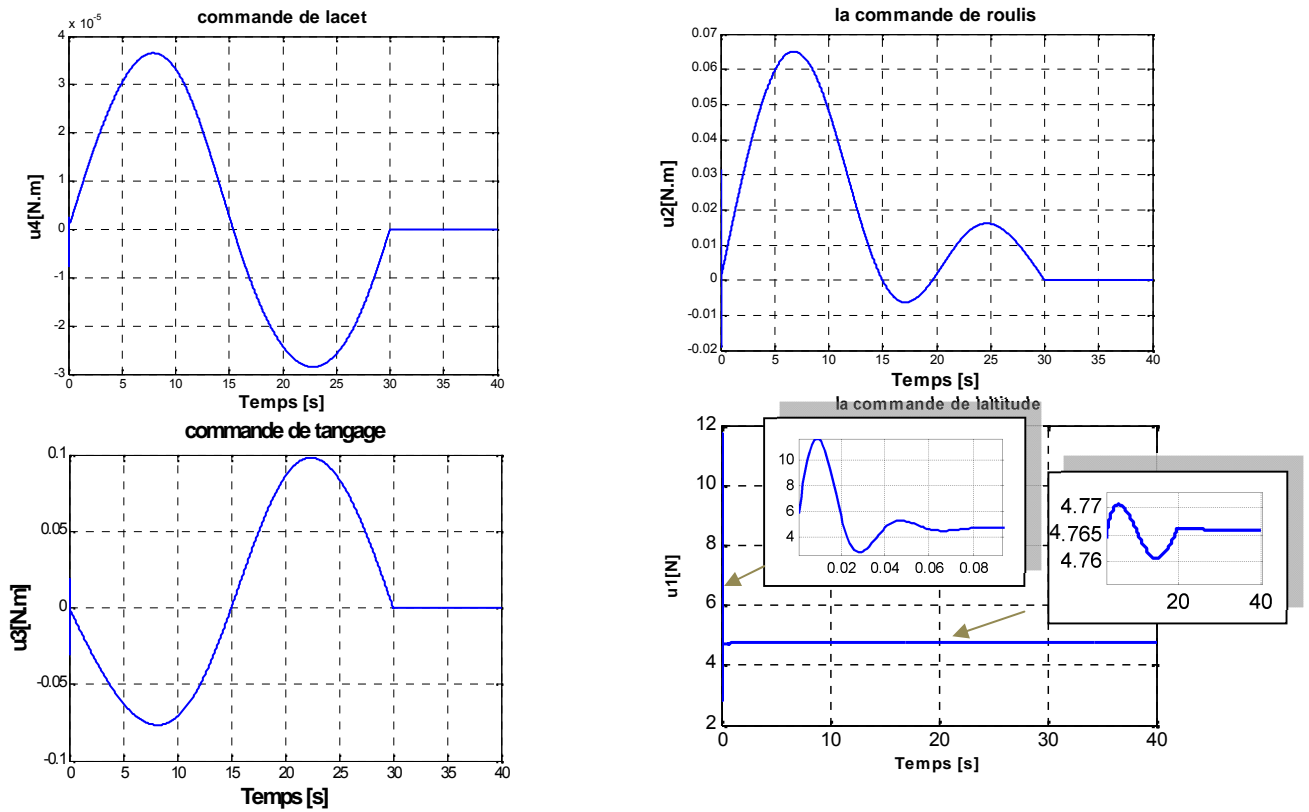 commande de lacet
x 10-5
4
3
2
1
0
-1
-2
-3
u4[N.m]
0 5 10 15 20 25 30 35 40
Temps [s]
la commande de roulis
0.07
0.06
0.05
0.04
0.03
0.02
0.01
0
-0.01
-0.02
u2[N.m]
0 5 10 15 20 25 30 35 40
Temps [s]
commande de tangage
0.1
0.05
0
-0.05
-0.1
u3[N.m]
0 5 10 15 20 25 30 35 40
Temps [s]
la commande de laltitude
12
10
8
6
4
2
u1[N]
0 10 20 30 40
Temps [s]
10
8
6
4
0.02 0.04 0.06 0.08
4.77
4.765
4.76
20 40